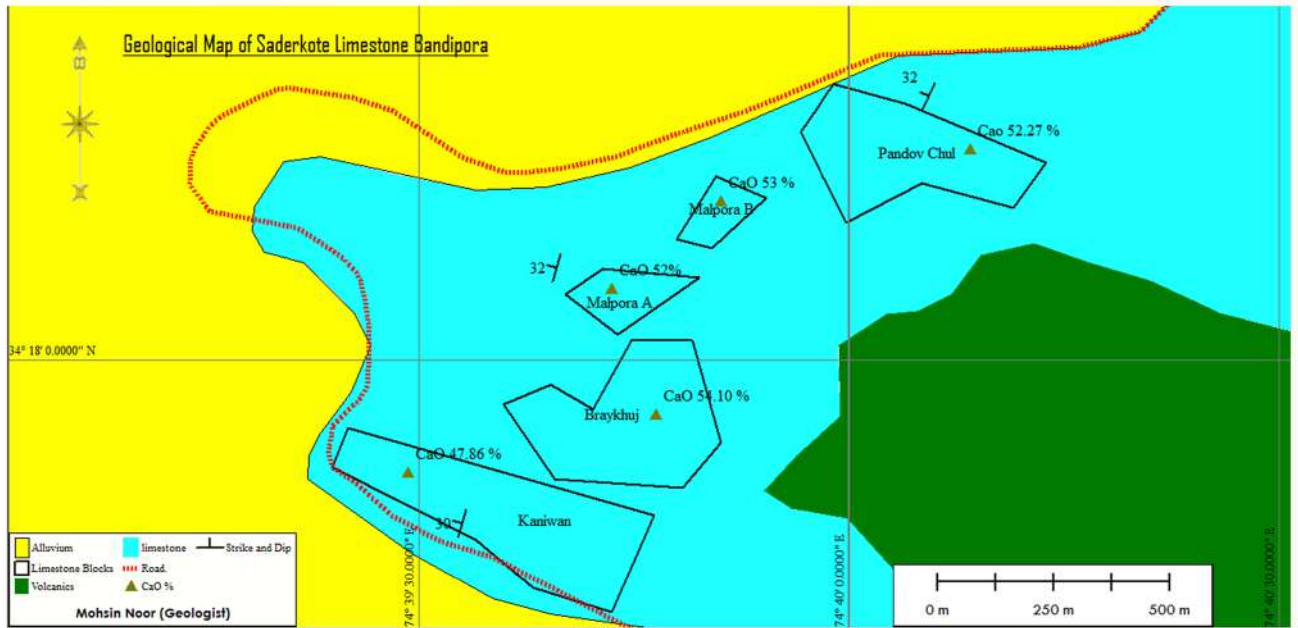 Geological Map of Saderkote Limestone Bandipora
32
Cao 52.27 %
Pandov Chul
CaO 53 %
Malpora B
32
CaO 52%
Malpora A
34° 18' 0.0000" N
CaO 54.10 %
Braykhuj
CaO 47.86 %
Kaniwan
30
74° 39' 30.0000" E
74° 40' 0.0000" E
74° 40' 30.0000" E
Alluvium limestone Strike and Dip
Limestone Blocks Road.
Volcanics CaO %
Mohsin Noor (Geologist)
0 m 250 m 500 m